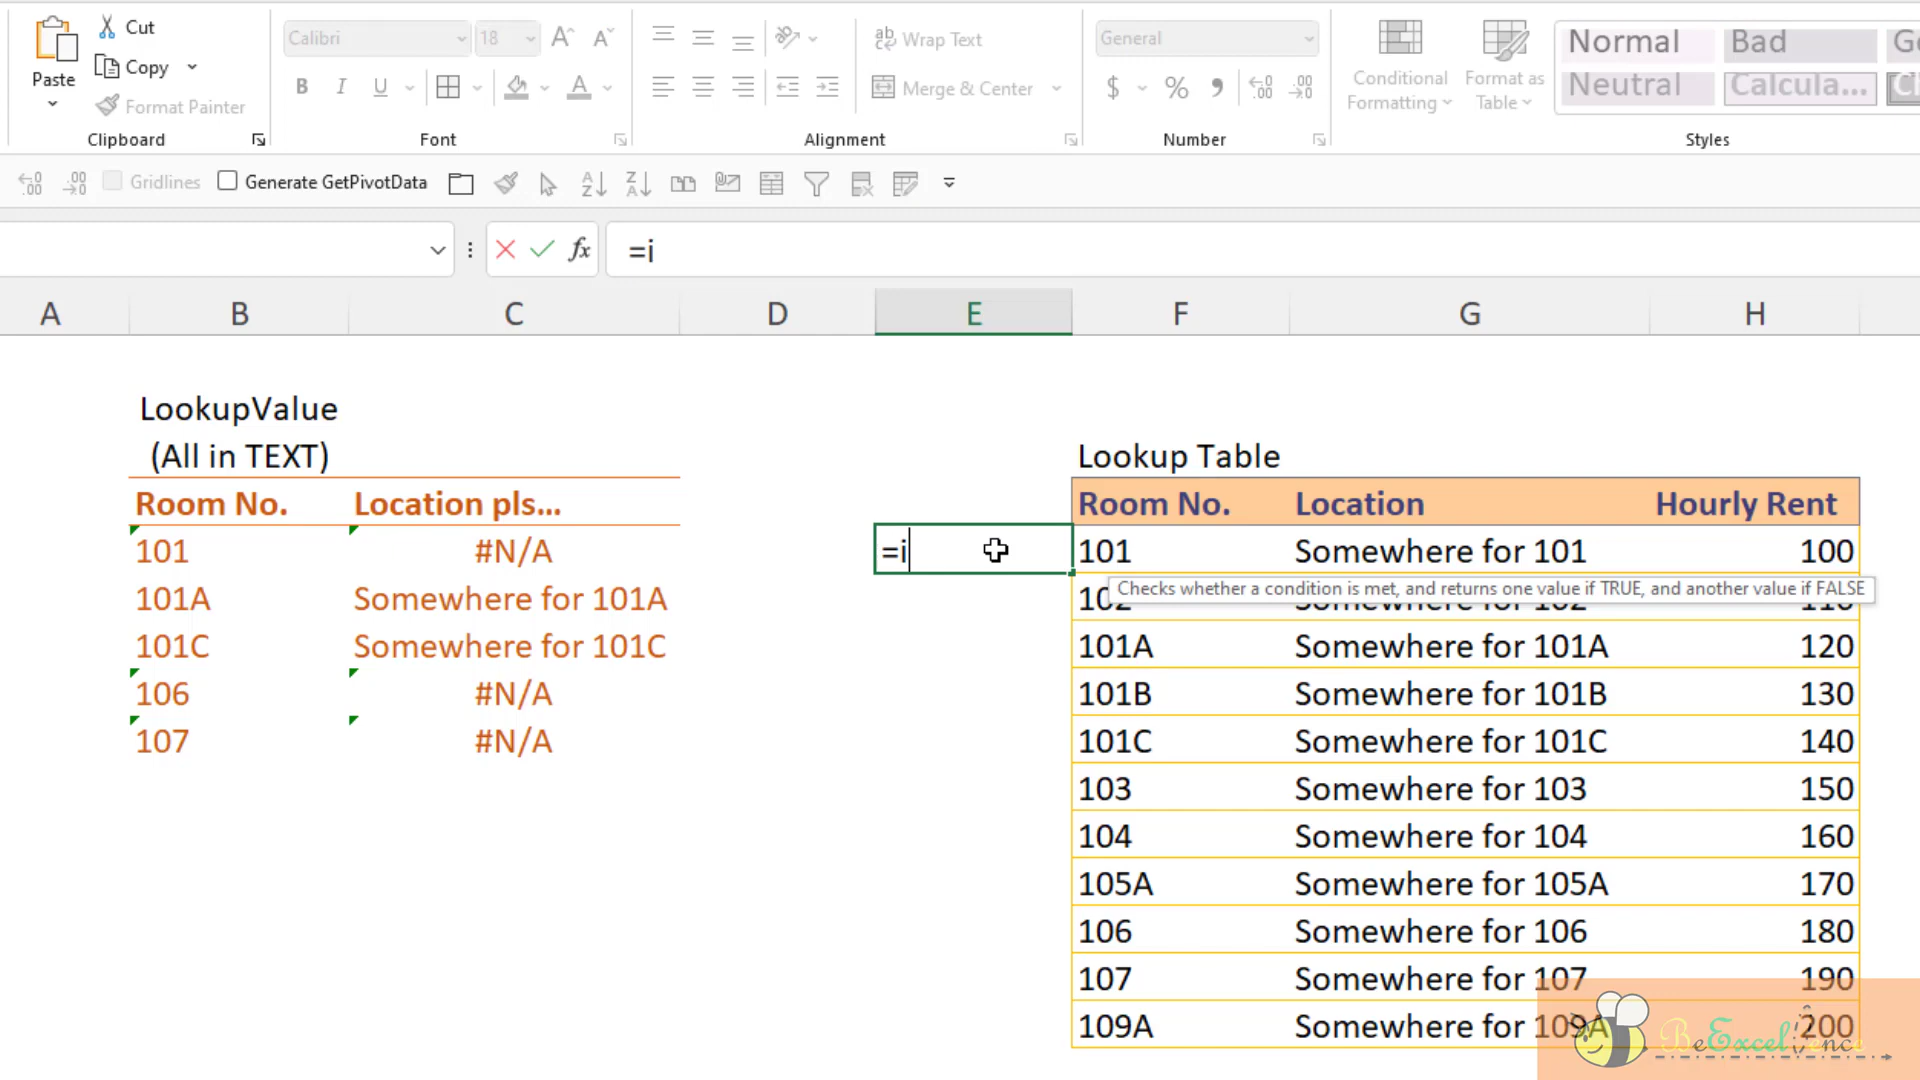 Cut
Copy
Format Painter
Paste
Clipboard
Calibri 18
B I U
Font
Wrap Text
Merge & Center
Alignment
General
$ % 9
Number
Conditional Formatting
Format as Table
Normal Bad
Neutral Calcula...
Styles
Gridlines Generate GetPivotData
fx =i
A B C D E F G H
LookupValue
(All in TEXT)
Lookup Table
Room No. Location pls... Room No. Location Hourly Rent
101 #N/A =i 101 Somewhere for 101 100
Checks whether a condition is met, and returns one value if TRUE, and another value if FALSE
101A Somewhere for 101A
101C Somewhere for 101C 101A Somewhere for 101A 120
106 #N/A 101B Somewhere for 101B 130
107 #N/A 101C Somewhere for 101C 140
103 Somewhere for 103 150
104 Somewhere for 104 160
105A Somewhere for 105A 170
106 Somewhere for 106 180
107 Somewhere for 107 190
109A Somewhere for 109A 200
BeExcelence